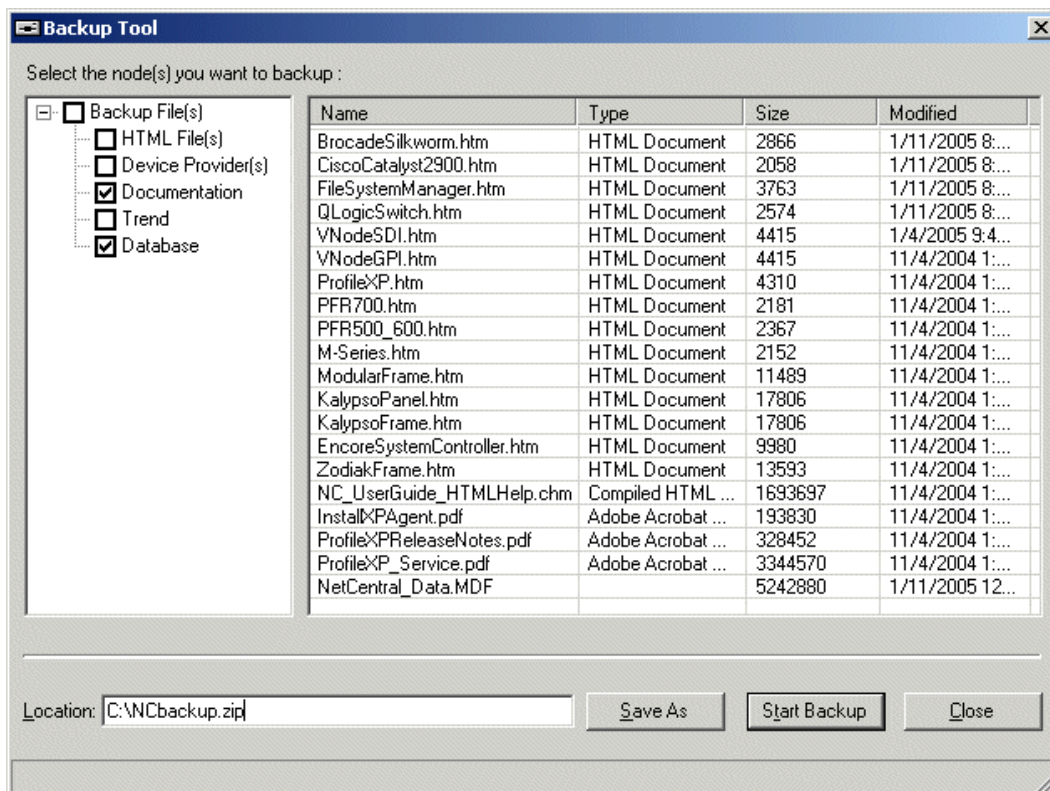 Backup Tool
Select the node(s) you want to backup :
Backup File(s)
HTML File(s)
Device Provider(s)
Documentation
Trend
Database
Name Type Size Modified
BrocadeSilkworm.htm HTML Document 2866 1/11/2005 8:...
CiscoCatalyst2900.htm HTML Document 2058 1/11/2005 8:...
FileSystemManager.htm HTML Document 3763 1/11/2005 8:...
QLogicSwitch.htm HTML Document 2574 1/11/2005 8:...
VNodeSDI.htm HTML Document 4415 1/4/2005 9:4...
VNodeGPI.htm HTML Document 4415 11/4/2004 1:...
ProfileXP.htm HTML Document 4310 11/4/2004 1:...
PFR700.htm HTML Document 2181 11/4/2004 1:...
PFR500_600.htm HTML Document 2367 11/4/2004 1:...
M-Series.htm HTML Document 2152 11/4/2004 1:...
ModularFrame.htm HTML Document 11489 11/4/2004 1:...
KalypsoPanel.htm HTML Document 17806 11/4/2004 1:...
KalypsoFrame.htm HTML Document 17806 11/4/2004 1:...
EncoreSystemController.htm HTML Document 9980 11/4/2004 1:...
ZodiakFrame.htm HTML Document 13593 11/4/2004 1:...
NC_UserGuide_HTMLHelp.chm Compiled HTML ... 1693697 11/4/2004 1:...
InstallXPAgent.pdf Adobe Acrobat ... 193830 11/4/2004 1:...
ProfileXPReleaseNotes.pdf Adobe Acrobat ... 328452 11/4/2004 1:...
ProfileXP_Service.pdf Adobe Acrobat ... 3344570 11/4/2004 1:...
NetCentral_Data.MDF 5242880 1/11/2005 12...
Location: C:\NCbackup.zip Save As Start Backup Close